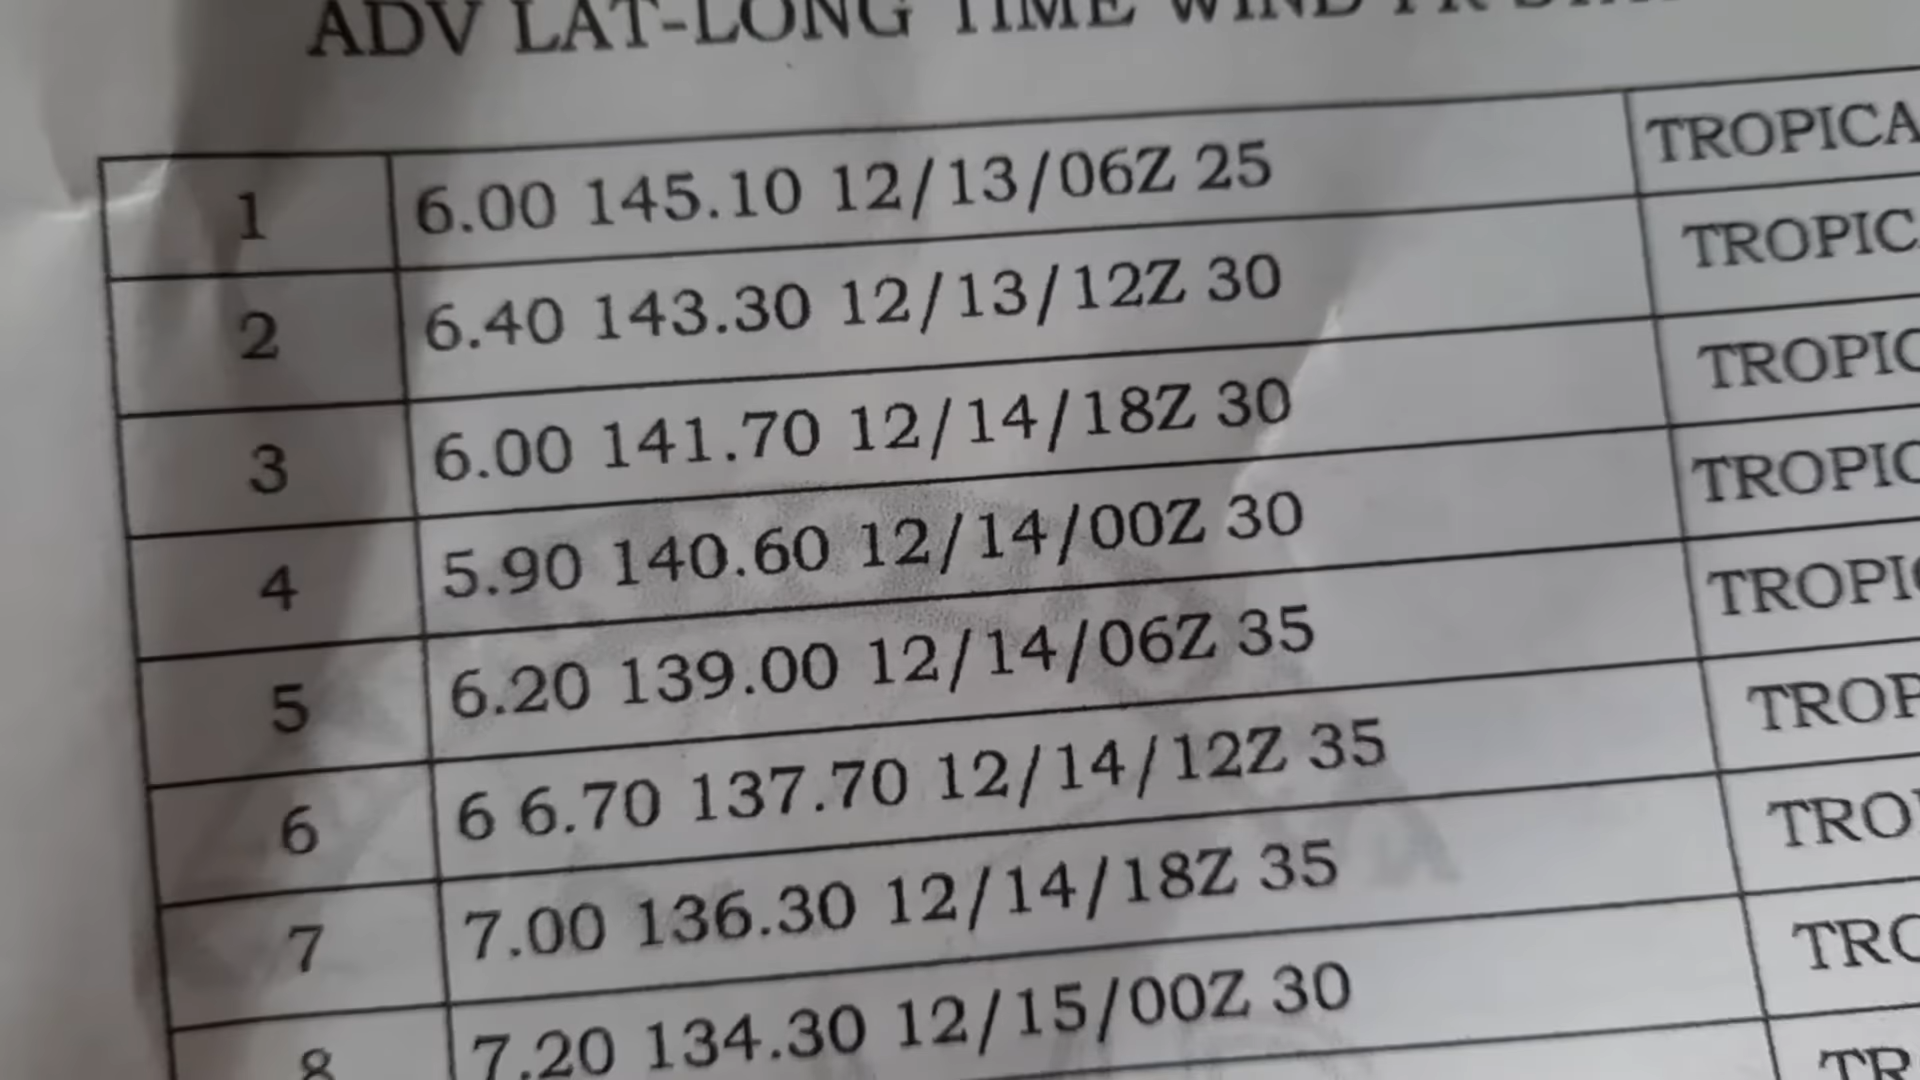 ADV LAT-LONG TIME WIND PR
1 6.00 145.10 12/13/06Z 25 TROPICA
2 6.40 143.30 12/13/12Z 30 TROPIC
3 6.00 141.70 12/14/18Z 30 TROPIC
4 5.90 140.60 12/14/00Z 30 TROPIC
5 6.20 139.00 12/14/06Z 35 TROPI
6 6 6.70 137.70 12/14/12Z 35 TROP
7 7.00 136.30 12/14/18Z 35 TRO
8 7.20 134.30 12/15/00Z 30 TRO
TR